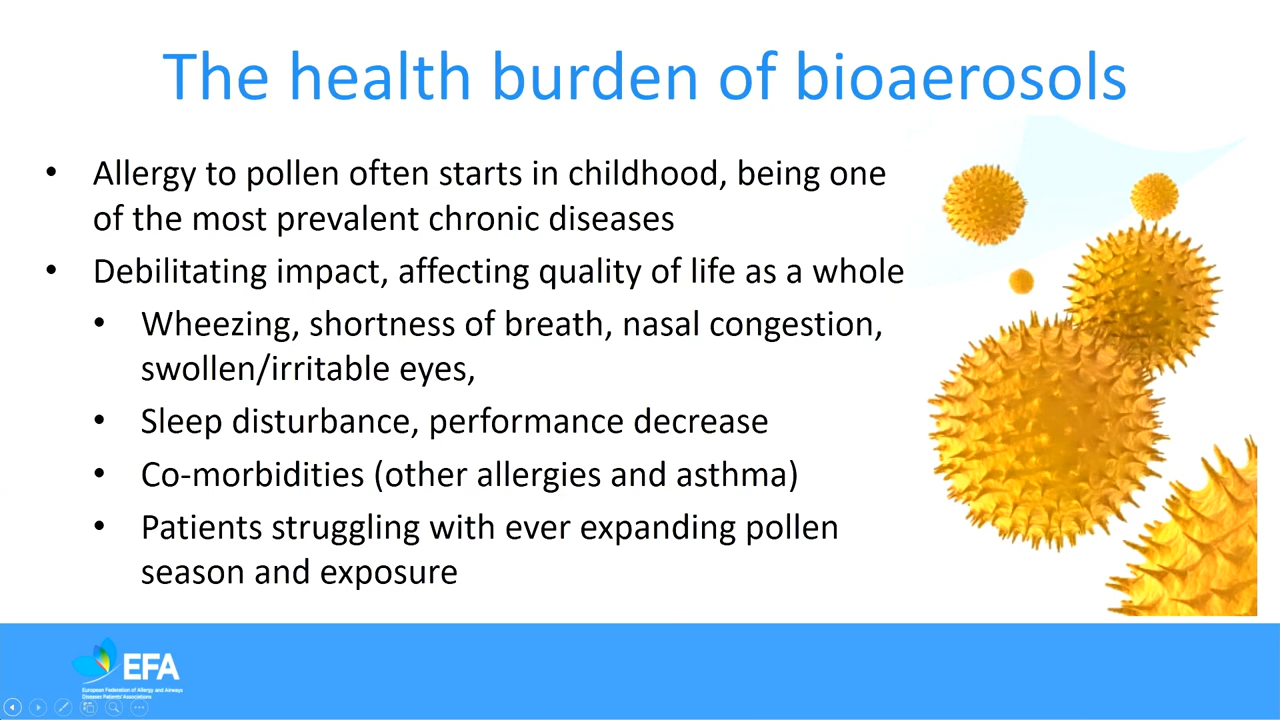 The health burden of bioaerosols
• Allergy to pollen often starts in childhood, being one
of the most prevalent chronic diseases
• Debilitating impact, affecting quality of life as a whole
• Wheezing, shortness of breath, nasal congestion,
swollen/irritable eyes,
• Sleep disturbance, performance decrease
• Co-morbidities (other allergies and asthma)
• Patients struggling with ever expanding pollen
season and exposure
EFA
European Federation of Allergy and Airways
Diseases Patients' Associations